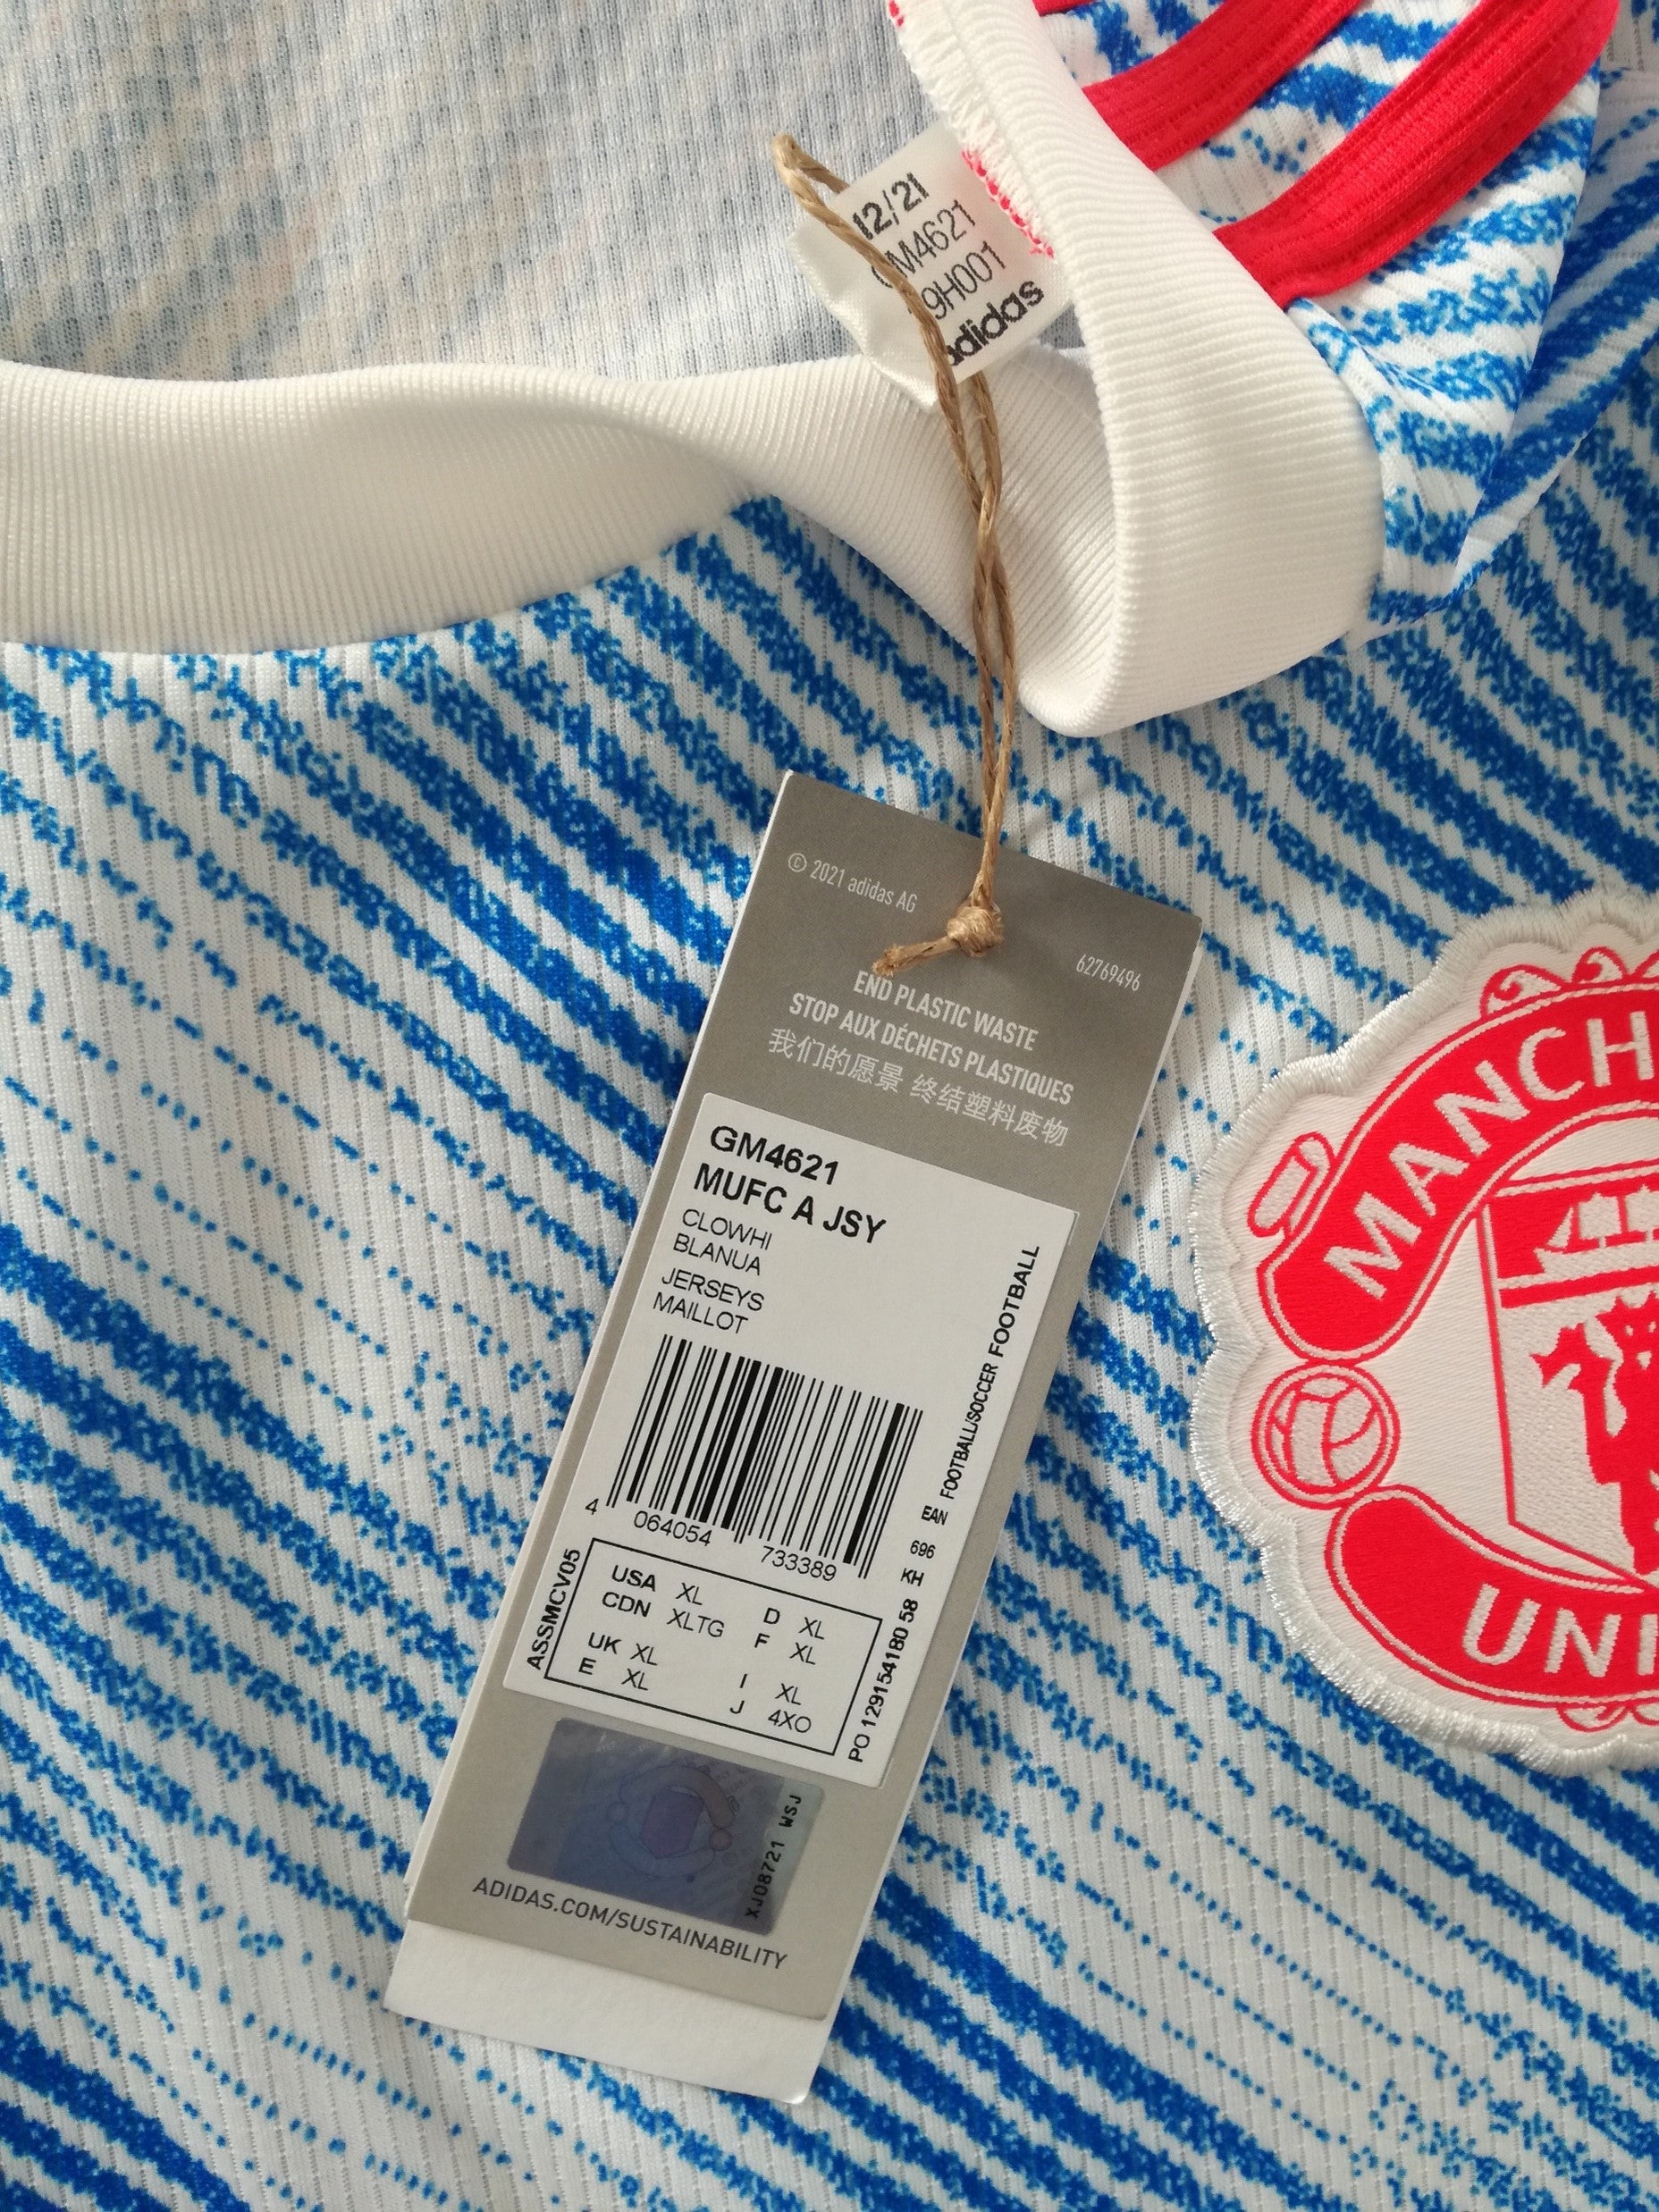 12/21
GM4621
9H001
adidas
© 2021 adidas AG
62769496
END PLASTIC WASTE
STOP AUX DÉCHETS PLASTIQUES
我们的愿景 终结塑料废物
GM4621
MUFC A JSY
CLOWHI
BLANUA
JERSEYS
MAILLOT
FOOTBALL/SOCCER FOOTBALL
4 064054 733389
EAN
696
KH
ASSMCV05
USA XL D XL
CDN XLTG F XL
UK XL I XL
E XL J 4XO
PO 129154180 58
XJ08721 WSJ
ADIDAS.COM/SUSTAINABILITY
MANCH
UNI